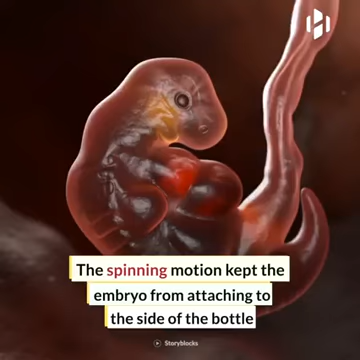 The spinning motion kept the
embryo from attaching to
the side of the bottle
Storyblocks